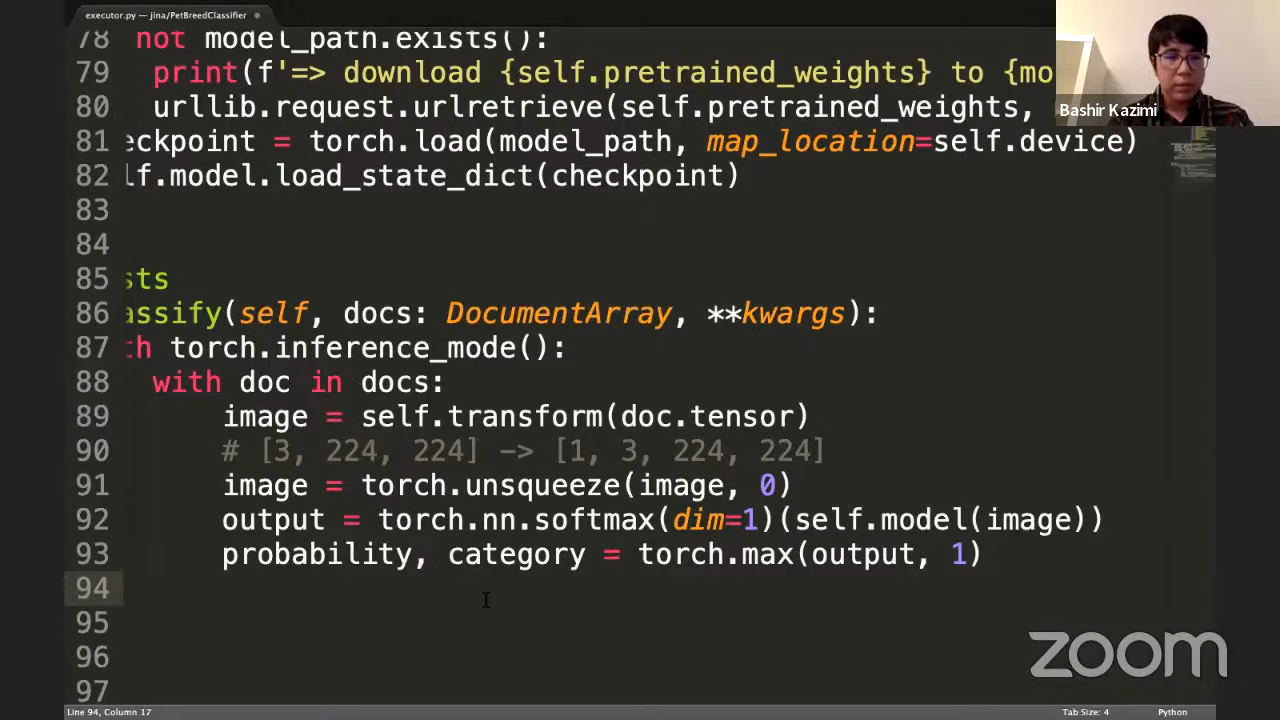 executor.py — jina/PetBreedClassifier
78 not model_path.exists():
79 print(f'=> download {self.pretrained_weights} to {mo
80 urllib.request.urlretrieve(self.pretrained_weights,
81 eckpoint = torch.load(model_path, map_location=self.device)
82 lf.model.load_state_dict(checkpoint)
83
84
85 sts
86 assify(self, docs: DocumentArray, **kwargs):
87 th torch.inference_mode():
88 with doc in docs:
89 image = self.transform(doc.tensor)
90 # [3, 224, 224] -> [1, 3, 224, 224]
91 image = torch.unsqueeze(image, 0)
92 output = torch.nn.softmax(dim=1)(self.model(image))
93 probability, category = torch.max(output, 1)
94
95
96
97
Bashir Kazimi
zoom
Line 94, Column 17
Tab Size: 4
Python